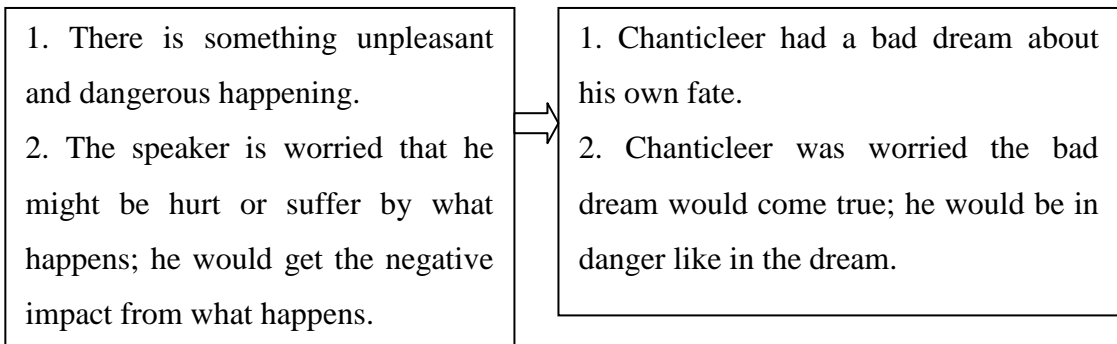 1. There is something unpleasant
and dangerous happening.
2. The speaker is worried that he
might be hurt or suffer by what
happens; he would get the negative
impact from what happens.
1. Chanticleer had a bad dream about
his own fate.
2. Chanticleer was worried the bad
dream would come true; he would be in
danger like in the dream.